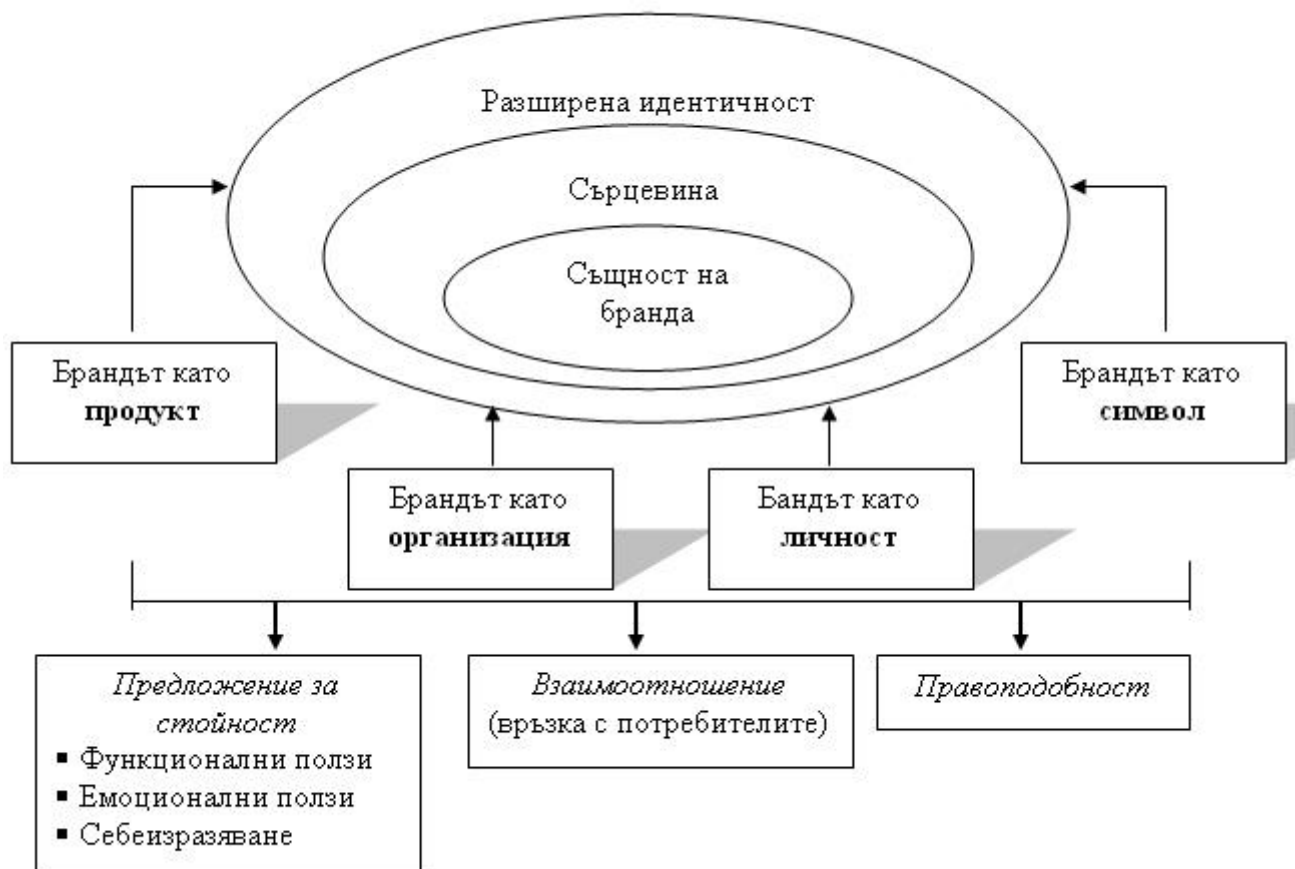 Разширена идентичност
Сърцевина
Същност на
бранда
Брандът като
продукт
Брандът като
символ
Брандът като
организация
Бандът като
личност
Предложение за
стойност
▪ Функционални ползи
▪ Емоционални ползи
▪ Себеизразяване
Взаимоотношение
(връзка с потребителите)
Правоподобност